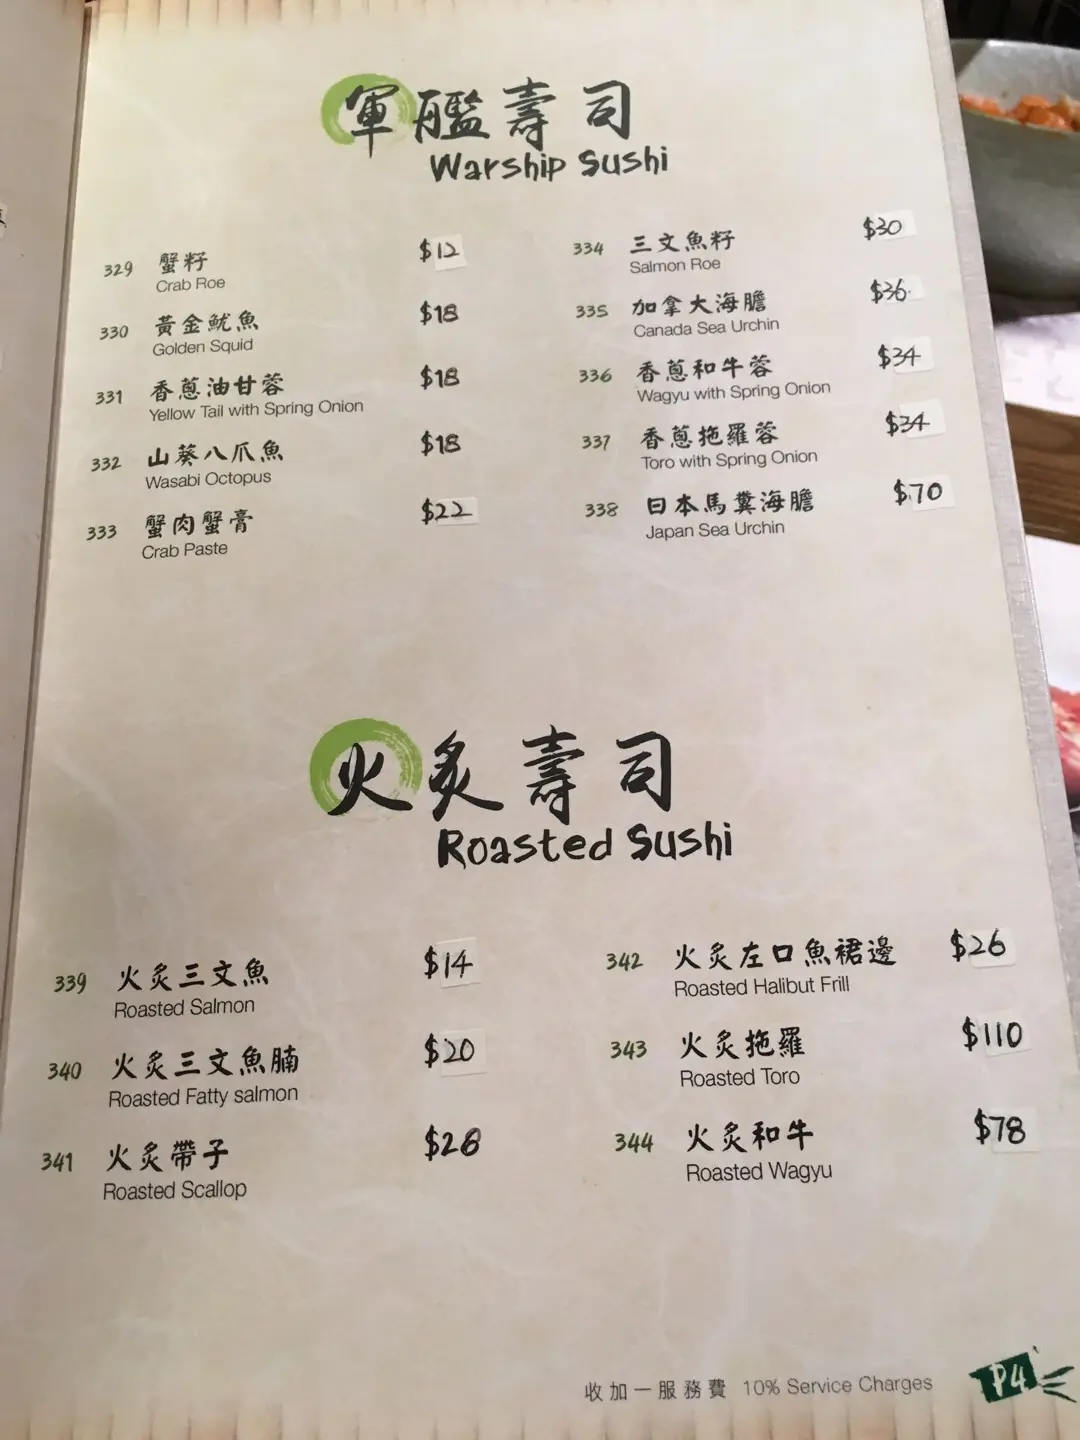 軍艦壽司
Warship Sushi
329 蟹籽 $12
Crab Roe
330 黃金魷魚 $18
Golden Squid
331 香蔥油甘蓉 $18
Yellow Tail with Spring Onion
332 山葵八爪魚 $18
Wasabi Octopus
333 蟹肉蟹膏 $22
Crab Paste
334 三文魚籽 $30
Salmon Roe
335 加拿大海膽 $36
Canada Sea Urchin
336 香蔥和牛蓉 $34
Wagyu with Spring Onion
337 香蔥拖羅蓉 $34
Toro with Spring Onion
338 日本馬糞海膽 $70
Japan Sea Urchin
火炙壽司
Roasted Sushi
339 火炙三文魚 $14
Roasted Salmon
340 火炙三文魚腩 $20
Roasted Fatty salmon
341 火炙帶子 $28
Roasted Scallop
342 火炙左口魚裙邊 $26
Roasted Halibut Frill
343 火炙拖羅 $110
Roasted Toro
344 火炙和牛 $78
Roasted Wagyu
收加一服務費 10% Service Charges
P4